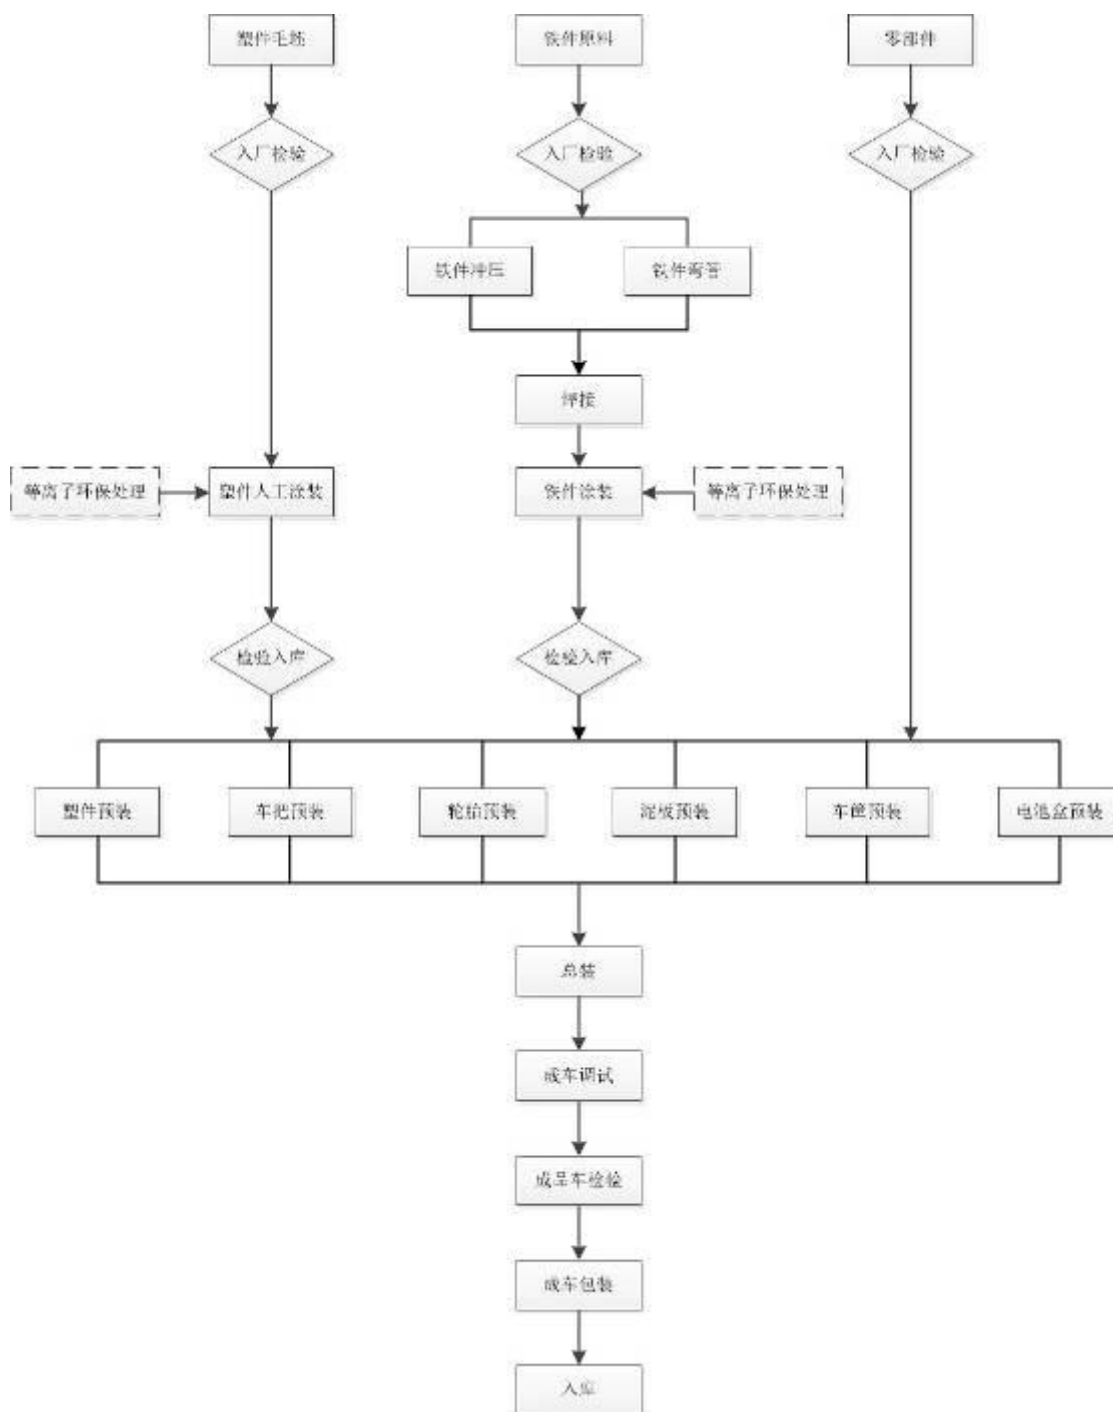 塑件毛坯
铁件原料
零部件
入厂检验
入厂检验
入厂检验
铁件冲压
铁件弯管
焊接
等离子环保处理
塑件人工涂装
铁件涂装
等离子环保处理
检验入库
检验入库
塑件预装
车把预装
轮胎预装
泥板预装
车筐预装
电池盒预装
总装
成车调试
成品车检验
成车包装
入库